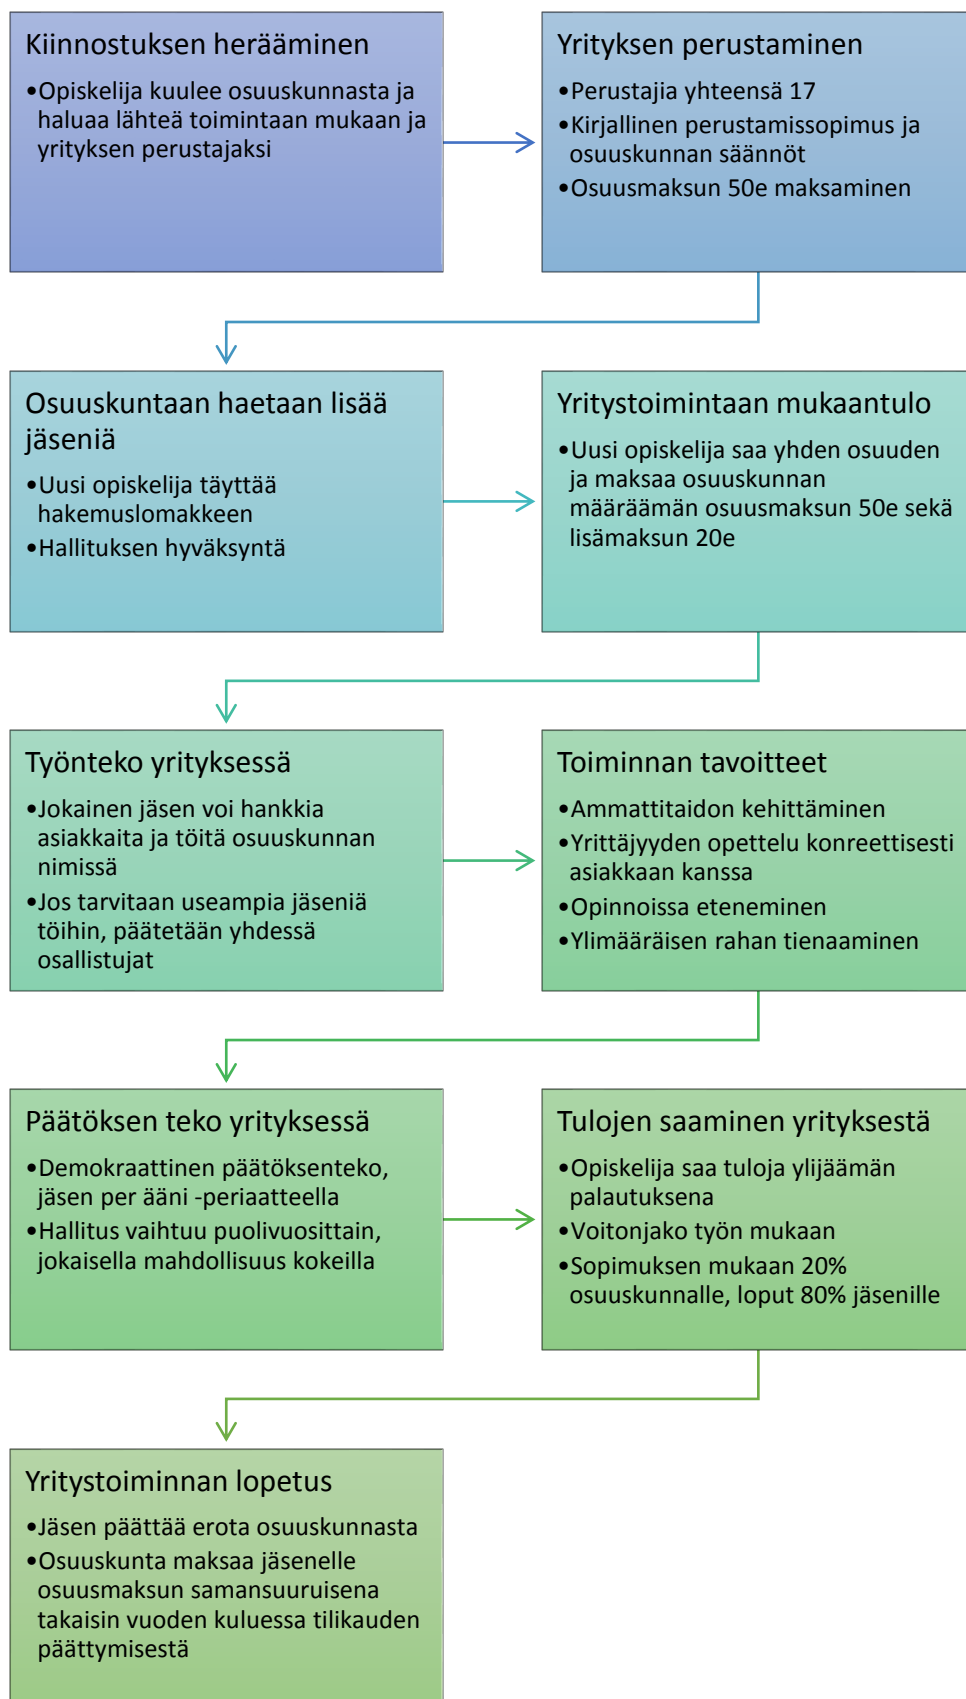 Kiinnostuksen herääminen
•Opiskelija kuulee osuuskunnasta ja
haluaa lähteä toimintaan mukaan ja
yrityksen perustajaksi
Yrityksen perustaminen
•Perustajia yhteensä 17
•Kirjallinen perustamissopimus ja
osuuskunnan säännöt
•Osuusmaksun 50e maksaminen
Osuuskuntaan haetaan lisää
jäseniä
•Uusi opiskelija täyttää
hakemuslomakkeen
•Hallituksen hyväksyntä
Yritystoimintaan mukaantulo
•Uusi opiskelija saa yhden osuuden
ja maksaa osuuskunnan
määräämän osuusmaksun 50e sekä
lisämaksun 20e
Työnteko yrityksessä
•Jokainen jäsen voi hankkia
asiakkaita ja töitä osuuskunnan
nimissä
•Jos tarvitaan useampia jäseniä
töihin, päätetään yhdessä
osallistujat
Toiminnan tavoitteet
•Ammattitaidon kehittäminen
•Yrittäjyyden opettelu konreettisesti
asiakkaan kanssa
•Opinnoissa eteneminen
•Ylimääräisen rahan tienaaminen
Päätöksen teko yrityksessä
•Demokraattinen päätöksenteko,
jäsen per ääni -periaatteella
•Hallitus vaihtuu puolivuosittain,
jokaisella mahdollisuus kokeilla
Tulojen saaminen yrityksestä
•Opiskelija saa tuloja ylijäämän
palautuksena
•Voitonjako työn mukaan
•Sopimuksen mukaan 20%
osuuskunnalle, loput 80% jäsenille
Yritystoiminnan lopetus
•Jäsen päättää erota osuuskunnasta
•Osuuskunta maksaa jäsenelle
osuusmaksun samansuuruisena
takaisin vuoden kuluessa tilikauden
päättymisestä